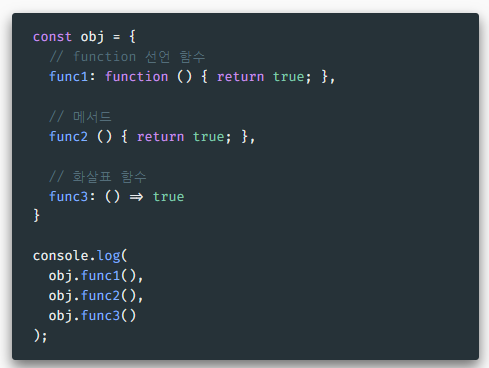 const obj = {
  // function 선언 함수
  func1: function () { return true; },

  // 메서드
  func2 () { return true; },

  // 화살표 함수
  func3: () => true
}

console.log(
  obj.func1(),
  obj.func2(),
  obj.func3()
);